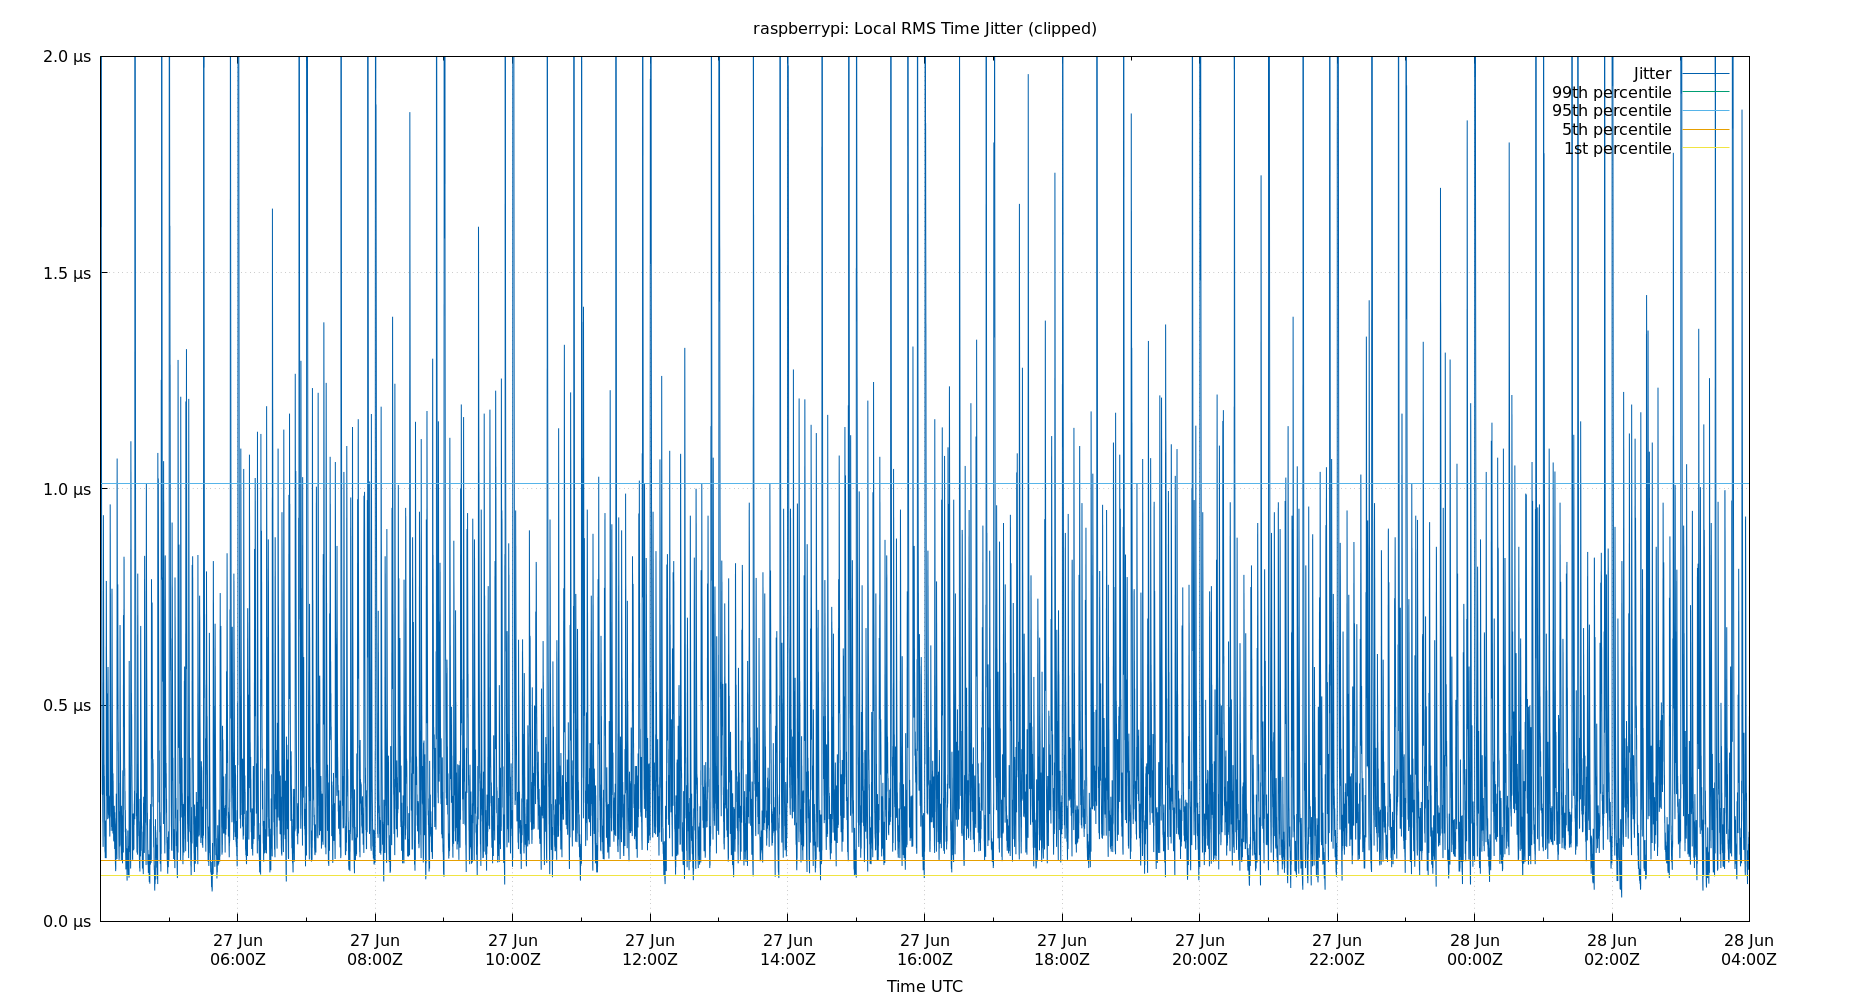 raspberrypi: Local RMS Time Jitter (clipped)
2.0 µs
1.5 µs
1.0 µs
0.5 µs
0.0 µs
Jitter
99th percentile
95th percentile
5th percentile
1st percentile
27 Jun 27 Jun 27 Jun 27 Jun 27 Jun 27 Jun 27 Jun 27 Jun 27 Jun 28 Jun 28 Jun 28 Jun
06:00Z 08:00Z 10:00Z 12:00Z 14:00Z 16:00Z 18:00Z 20:00Z 22:00Z 00:00Z 02:00Z 04:00Z
Time UTC